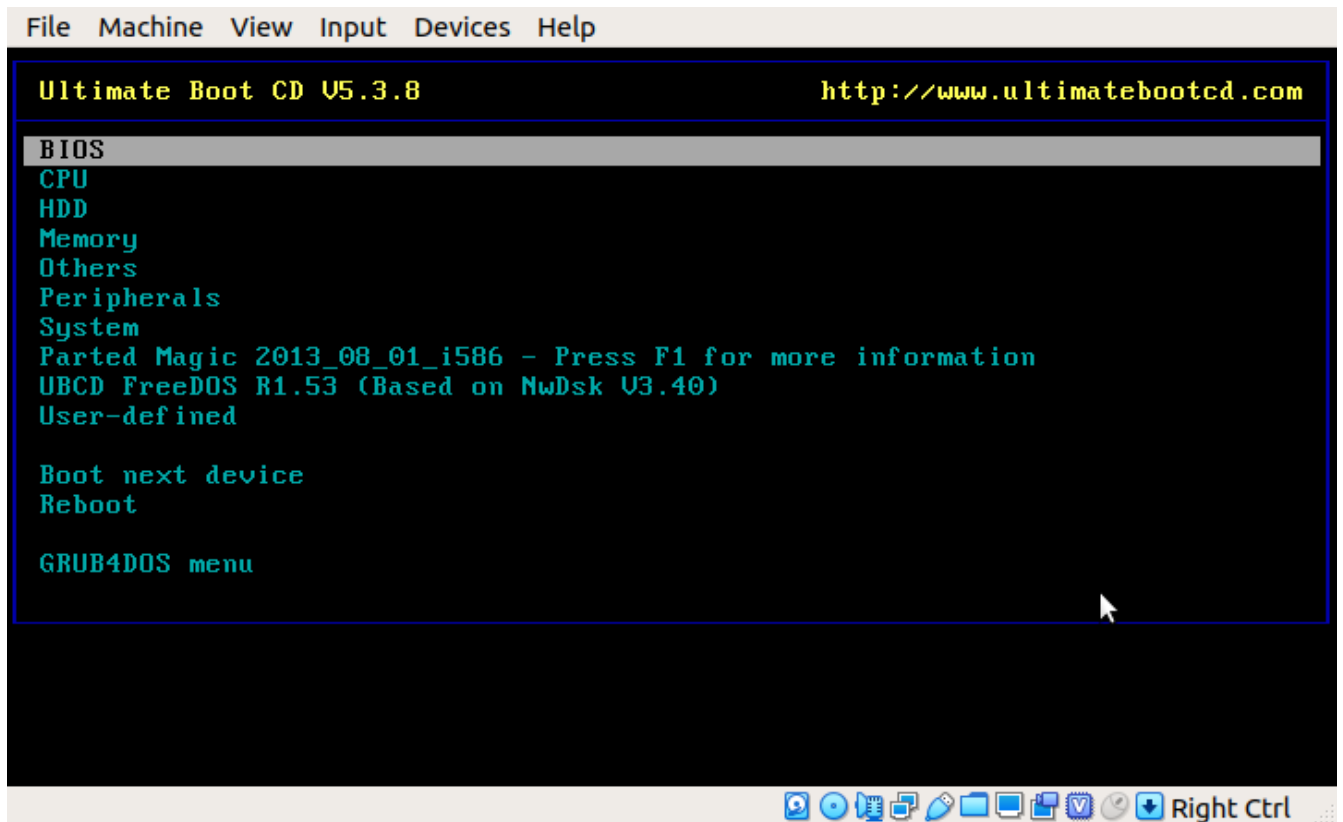 File Machine View Input Devices Help
Ultimate Boot CD V5.3.8 http://www.ultimatebootcd.com
BIOS
CPU
HDD
Memory
Others
Peripherals
System
Parted Magic 2013_08_01_i586 - Press F1 for more information
UBCD FreeDOS R1.53 (Based on NwDsk V3.40)
User-defined
Boot next device
Reboot
GRUB4DOS menu
Right Ctrl